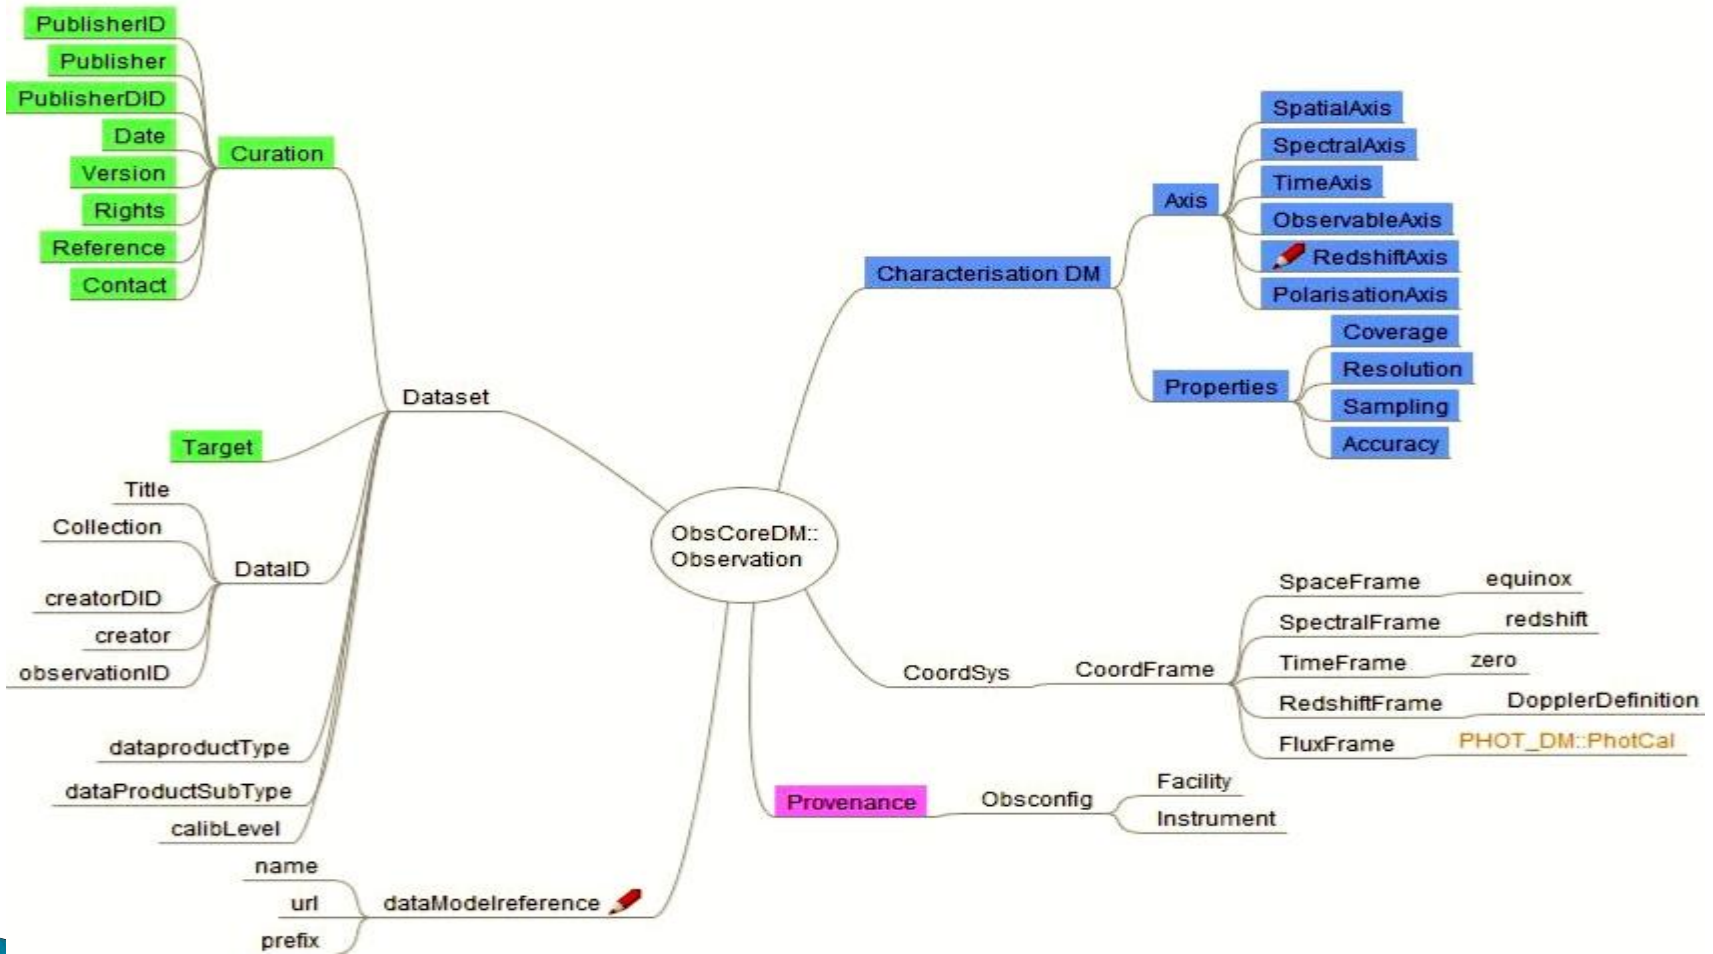 PublisherID
Publisher
PublisherDID
Date
Version
Rights
Reference
Contact
Curation
Dataset
Target
Title
Collection
creatorDID
creator
observationID
DataID
dataproductType
dataProductSubType
calibLevel
name
url
prefix
dataModelreference
ObsCoreDM::
Observation
Characterisation DM
Axis
SpatialAxis
SpectralAxis
TimeAxis
ObservableAxis
RedshiftAxis
PolarisationAxis
Properties
Coverage
Resolution
Sampling
Accuracy
CoordSys
CoordFrame
SpaceFrame
equinox
SpectralFrame
redshift
TimeFrame
zero
RedshiftFrame
DopplerDefinition
FluxFrame
PHOT_DM::PhotCal
Provenance
Obsconfig
Facility
Instrument